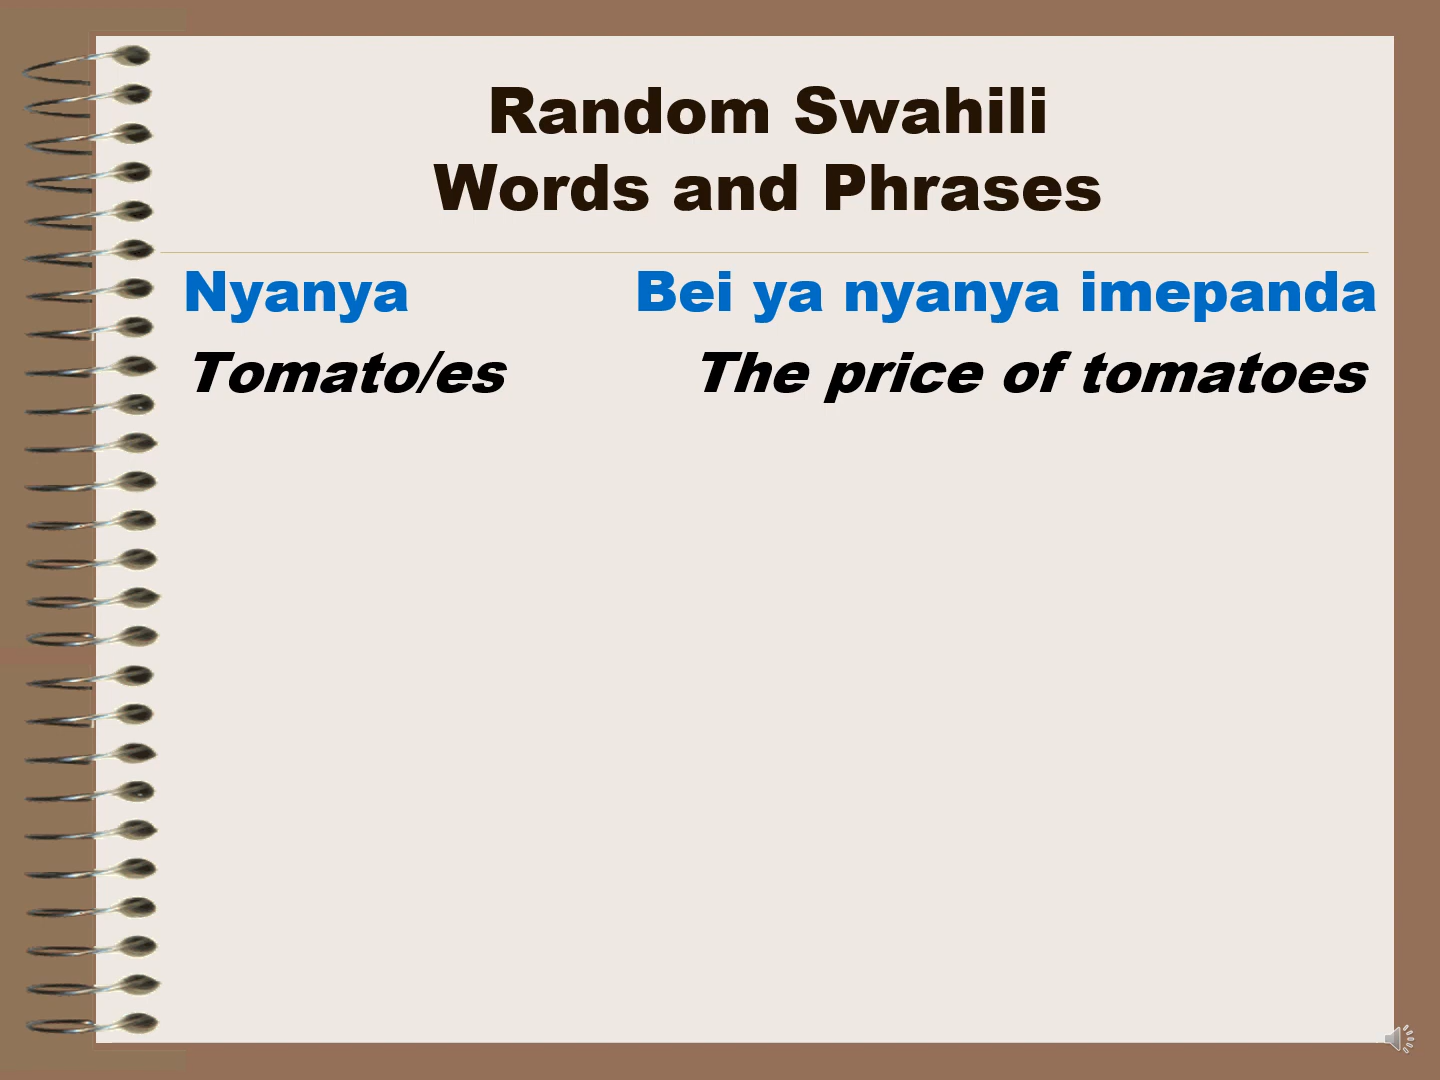 Random Swahili
Words and Phrases
Nyanya Bei ya nyanya imepanda
Tomato/es The price of tomatoes